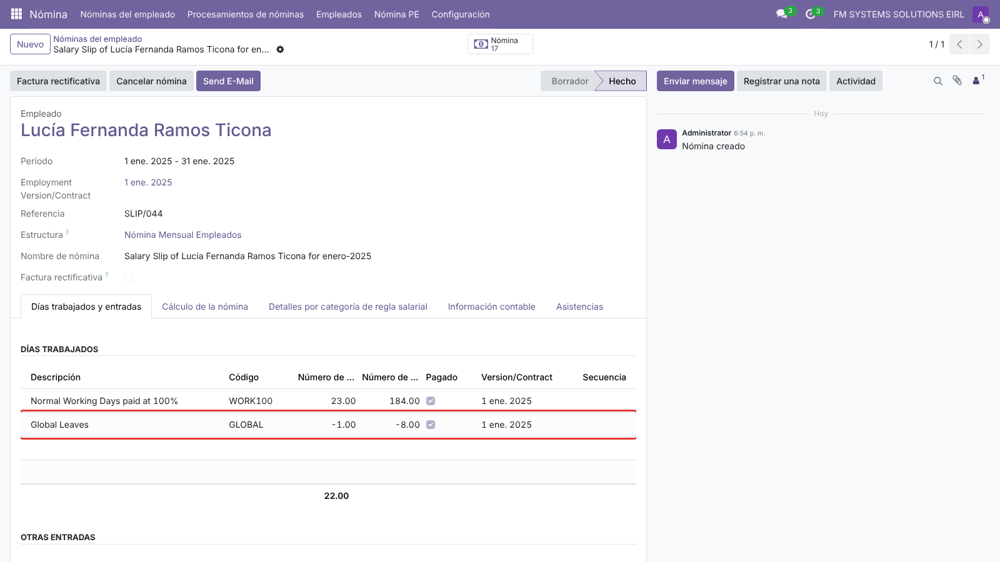 Nómina
Nóminas del empleado
Procesamientos de nóminas
Empleados
Nómina PE
Configuración
3
3
FM SYSTEMS SOLUTIONS EIRL
A
Nuevo
Nóminas del empleado
Salary Slip of Lucía Fernanda Ramos Ticona for en...
Nómina
17
1 / 1
Factura rectificativa
Cancelar nómina
Send E-Mail
Borrador
Hecho
Enviar mensaje
Registrar una nota
Actividad
1
Empleado
Lucía Fernanda Ramos Ticona
Período
1 ene. 2025 - 31 ene. 2025
Employment
Version/Contract
1 ene. 2025
Referencia
SLIP/044
Estructura ?
Nómina Mensual Empleados
Nombre de nómina
Salary Slip of Lucía Fernanda Ramos Ticona for enero-2025
Factura rectificativa ?
Hoy
A
Administrator 6:54 p. m.
Nómina creado
Días trabajados y entradas
Cálculo de la nómina
Detalles por categoría de regla salarial
Información contable
Asistencias
DÍAS TRABAJADOS
Descripción Código Número de ... Número de ... Pagado Version/Contract Secuencia
Normal Working Days paid at 100% WORK100 23.00 184.00 1 ene. 2025
Global Leaves GLOBAL -1.00 -8.00 1 ene. 2025
22.00
OTRAS ENTRADAS